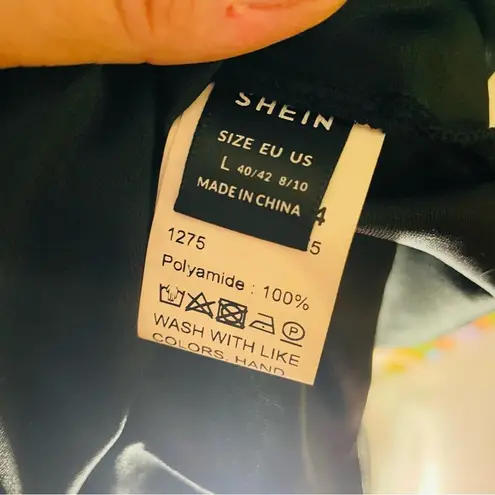 SHEIN
SIZE EU US
L 40/42 8/10
MADE IN CHINA
4
1275 5
Polyamide : 100%
P
WASH WITH LIKE
COLORS, HAND